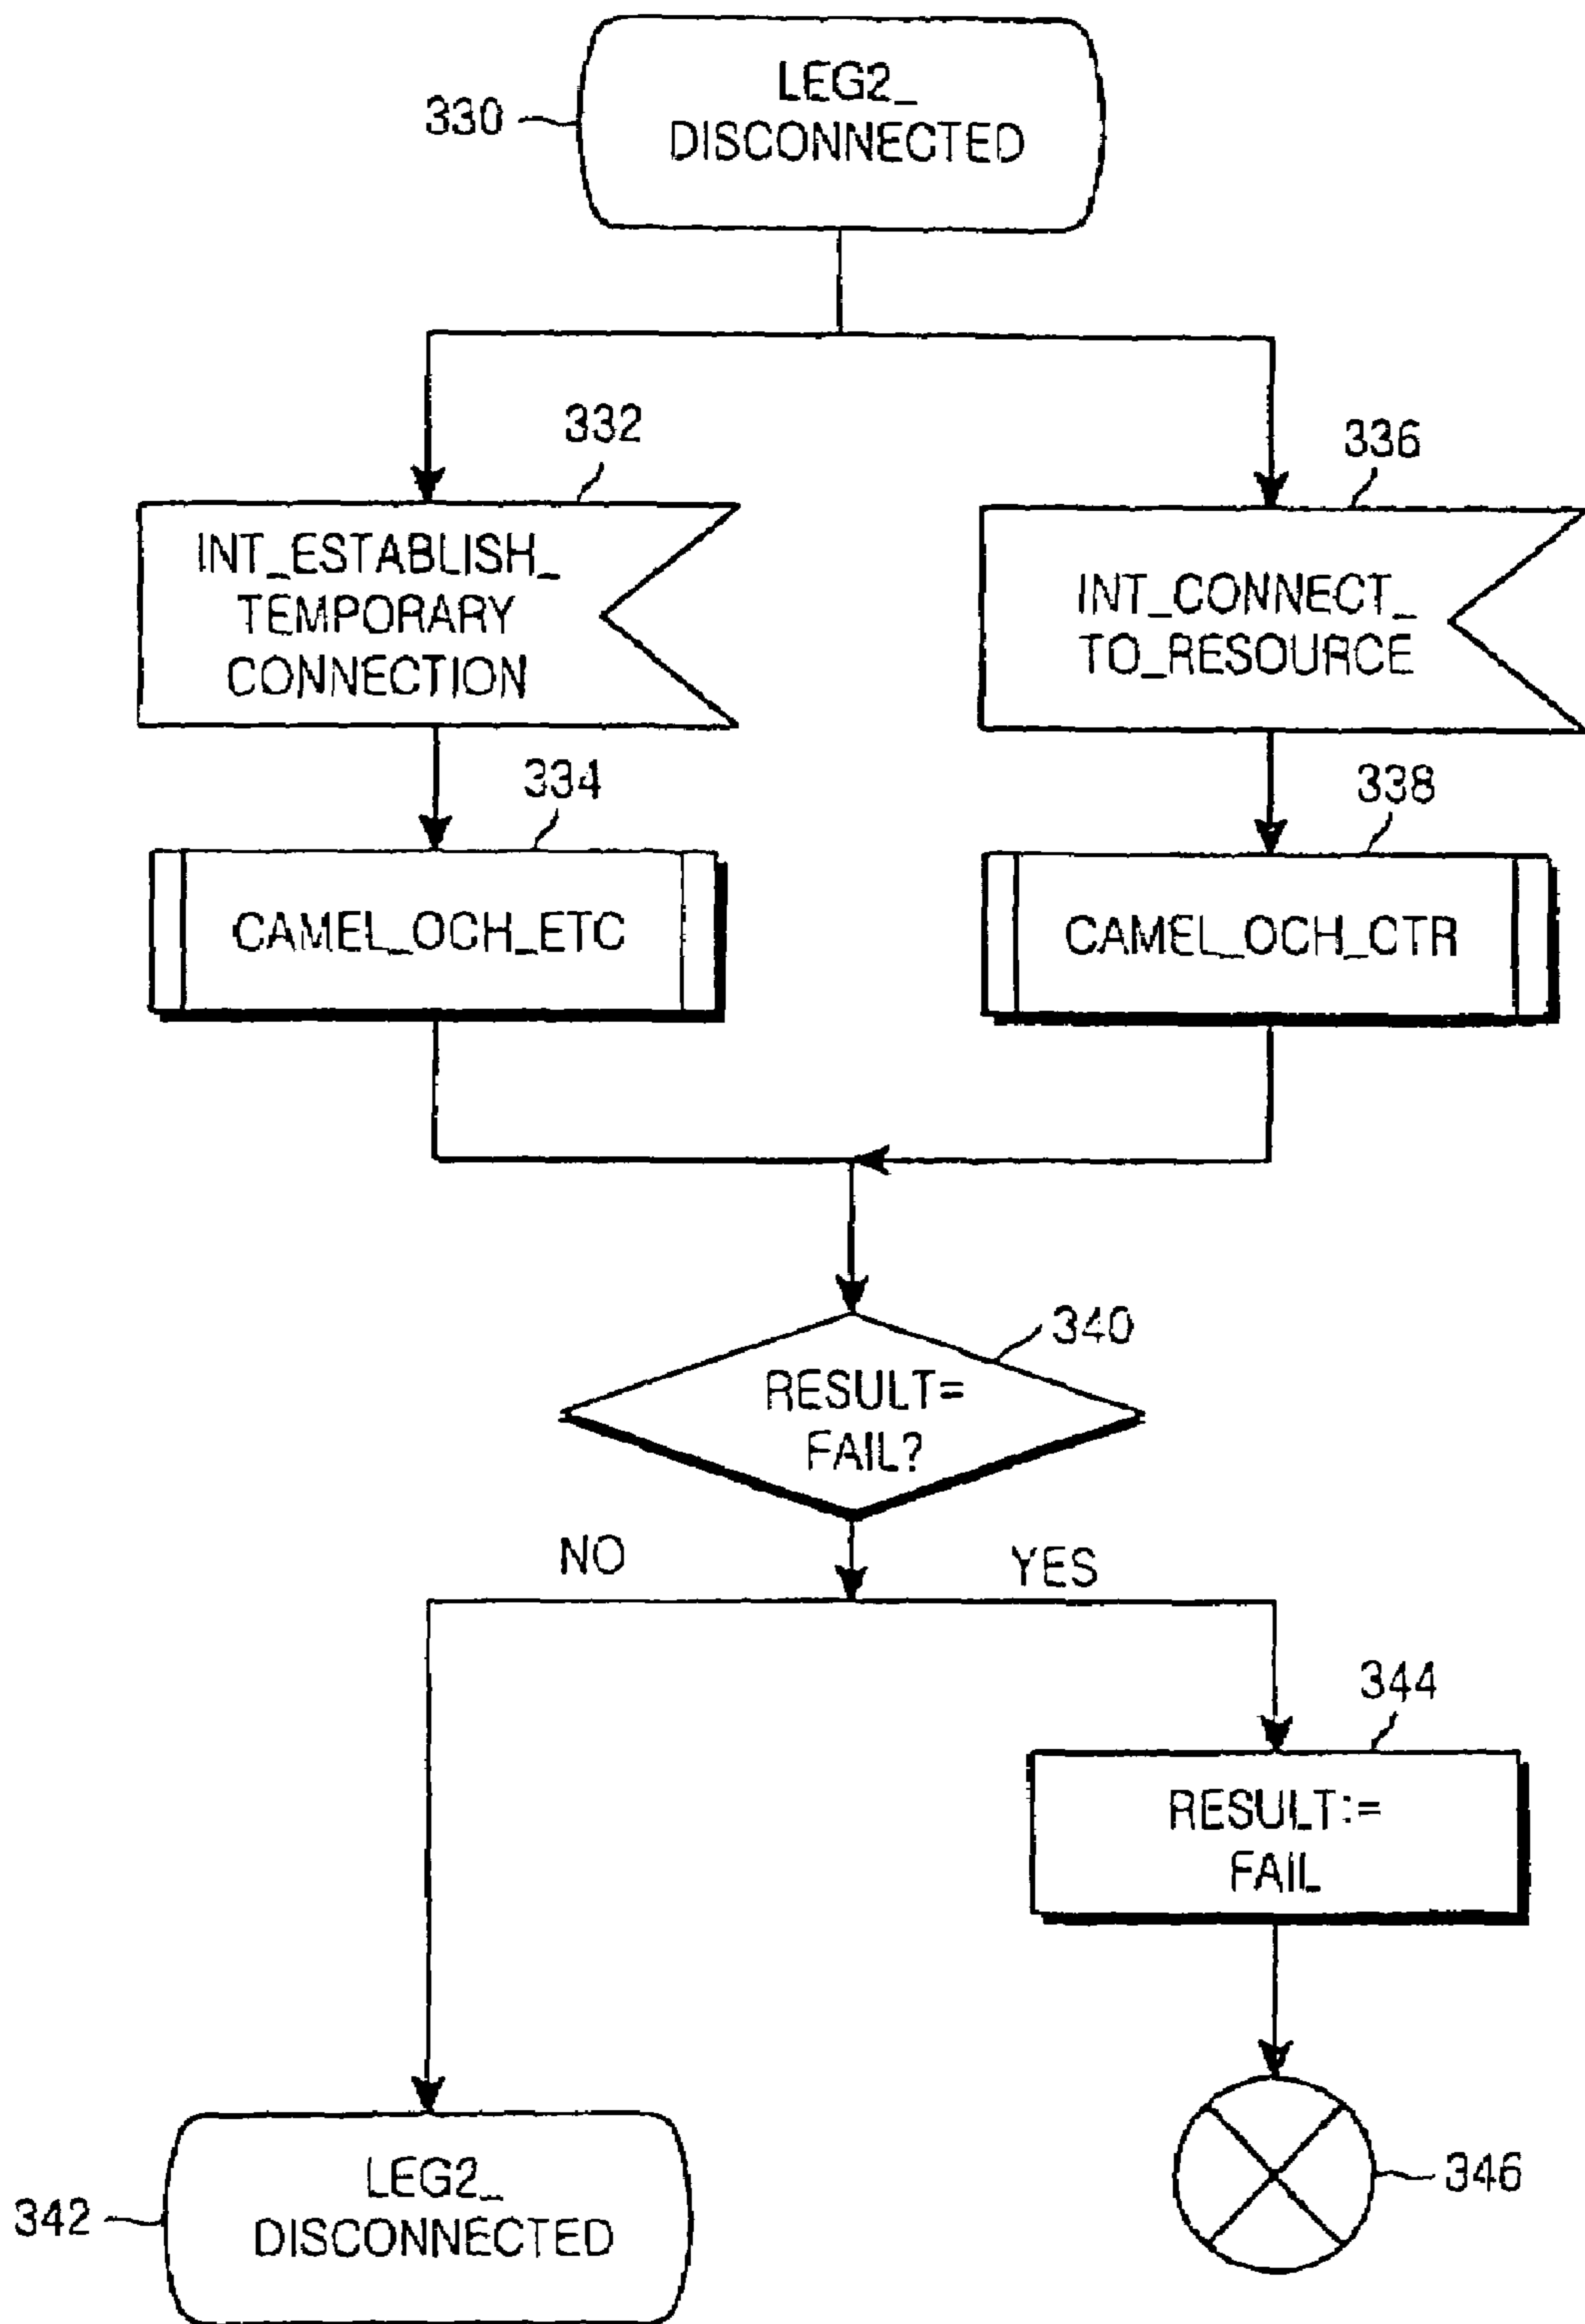 LEG2_
DISCONNECTED
330
332
336
INT_ESTABLISH_
TEMPORARY
CONNECTION
INT_CONNECT_
TO_RESOURCE
334
338
CAMEL_OCH_ETC
CAMEL_OCH_CTR
340
RESULT=
FAIL?
NO
YES
344
RESULT:=
FAIL
LEG2_
DISCONNECTED
342
346